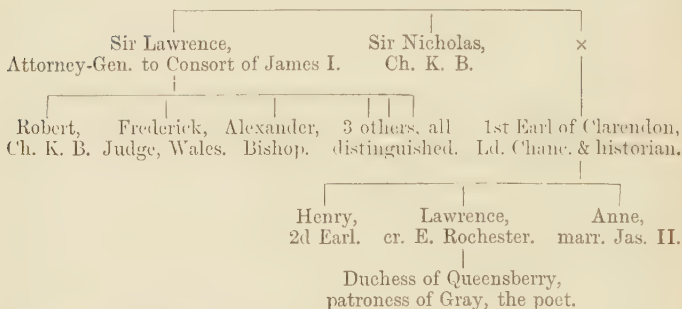 Sir Lawrence, Sir Nicholas, ×
Attorney-Gen. to Consort of James I. Ch. K. B.
Robert, Frederick, Alexander, 3 others, all 1st Earl of Clarendon,
Ch. K. B. Judge, Wales. Bishop. distinguished. Ld. Chanc. & historian.
Henry, Lawrence, Anne,
2d Earl. cr. E. Rochester. marr. Jas. II.
Duchess of Queensberry,
patroness of Gray, the poet.